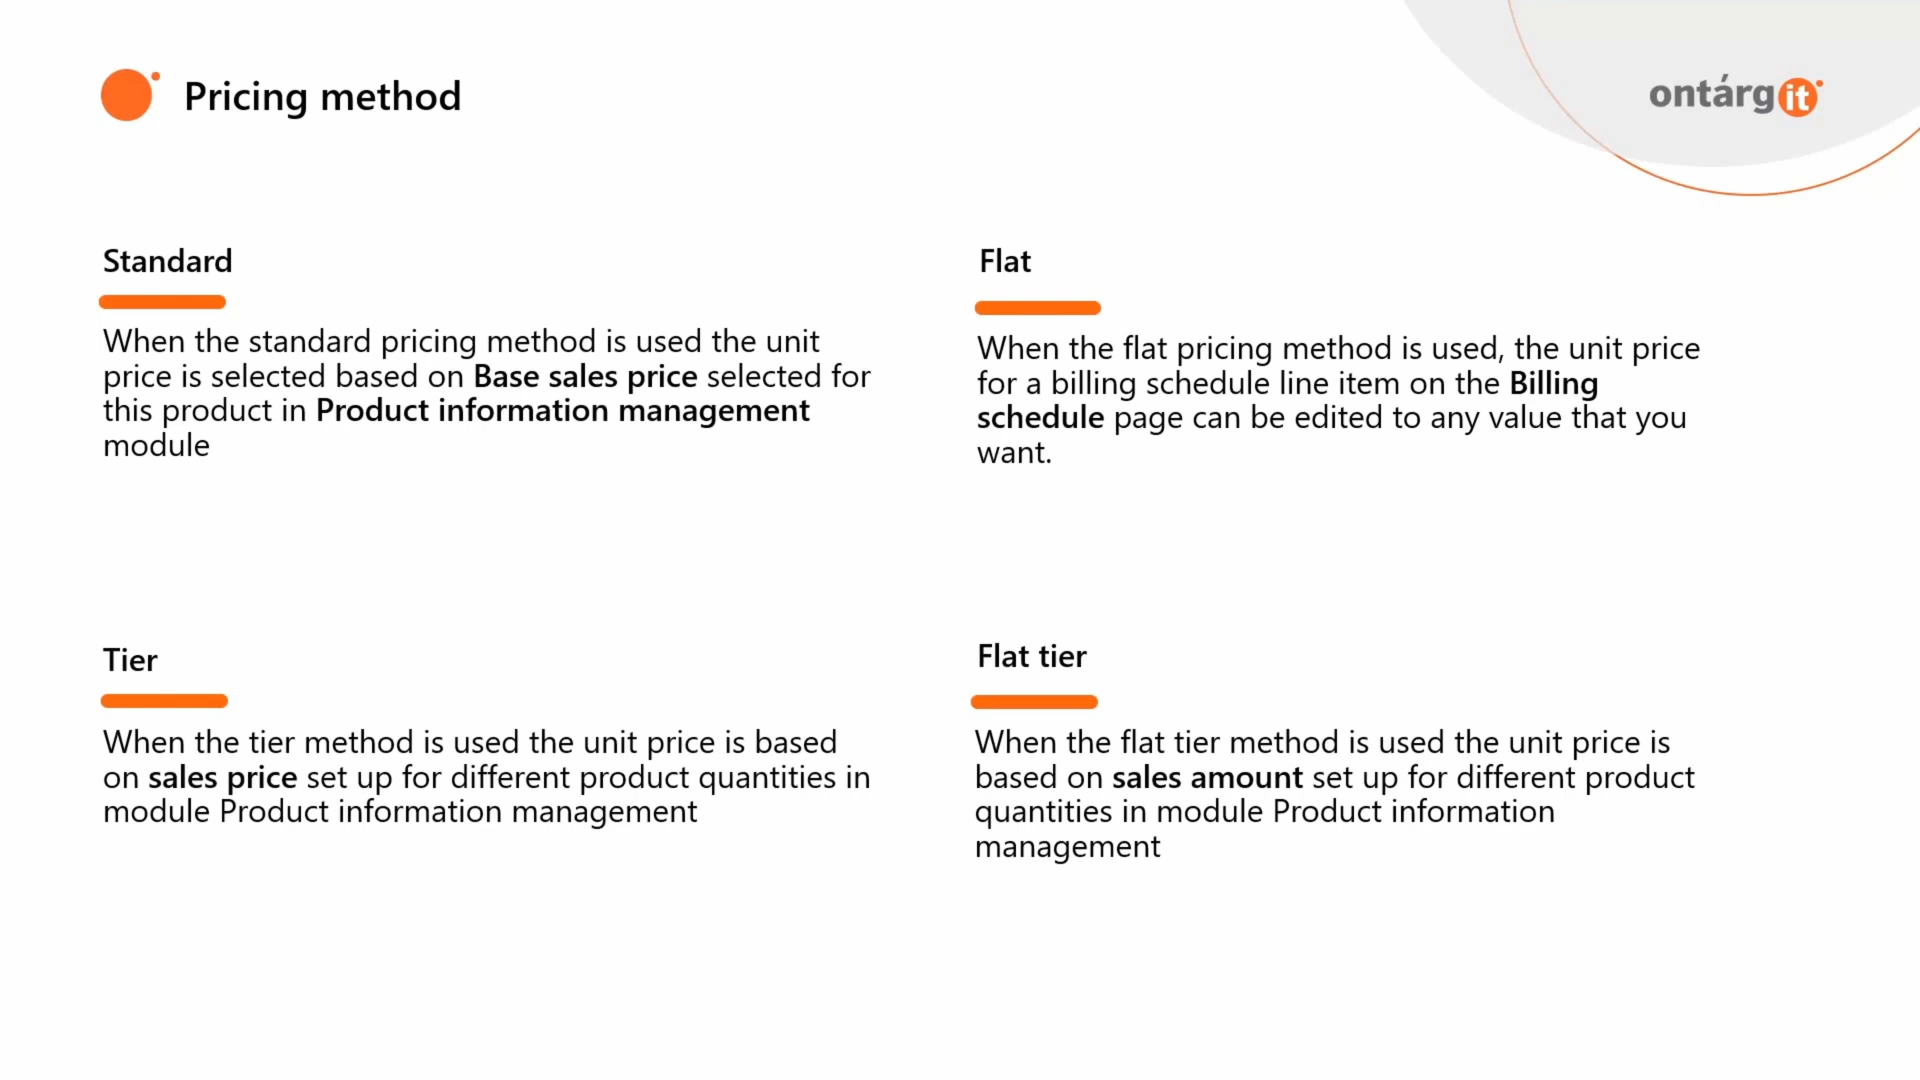 Pricing method
ontárgit
Standard
When the standard pricing method is used the unit
price is selected based on Base sales price selected for
this product in Product information management
module
Flat
When the flat pricing method is used, the unit price
for a billing schedule line item on the Billing
schedule page can be edited to any value that you
want.
Tier
When the tier method is used the unit price is based
on sales price set up for different product quantities in
module Product information management
Flat tier
When the flat tier method is used the unit price is
based on sales amount set up for different product
quantities in module Product information
management